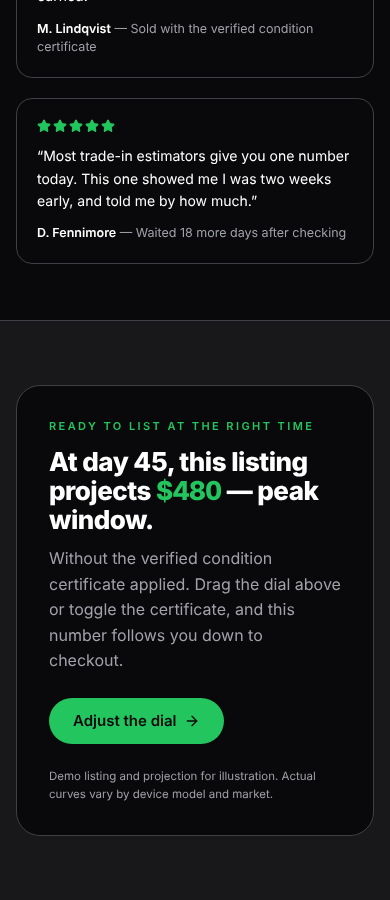 M. Lindqvist — Sold with the verified condition
certificate
“Most trade-in estimators give you one number
today. This one showed me I was two weeks
early, and told me by how much.”
D. Fennimore — Waited 18 more days after checking
READY TO LIST AT THE RIGHT TIME
At day 45, this listing
projects $480 — peak
window.
Without the verified condition
certificate applied. Drag the dial above
or toggle the certificate, and this
number follows you down to
checkout.
Adjust the dial →
Demo listing and projection for illustration. Actual
curves vary by device model and market.